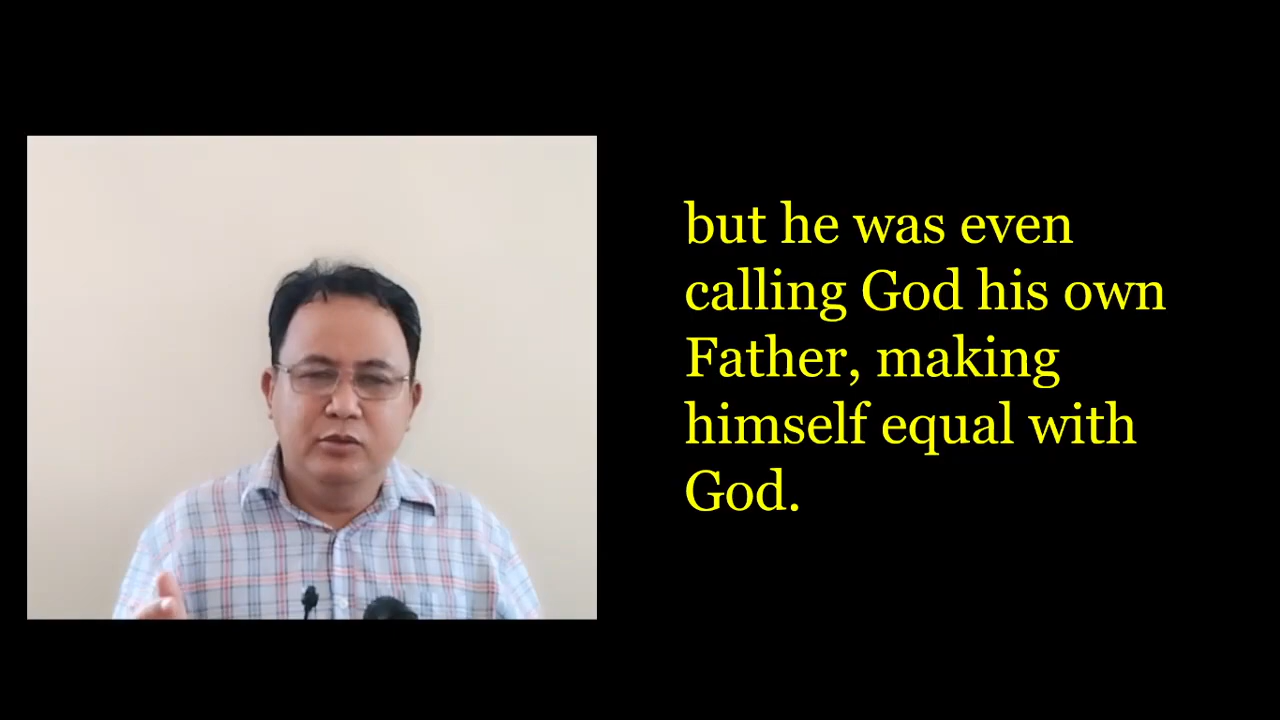 but he was even
calling God his own
Father, making
himself equal with
God.